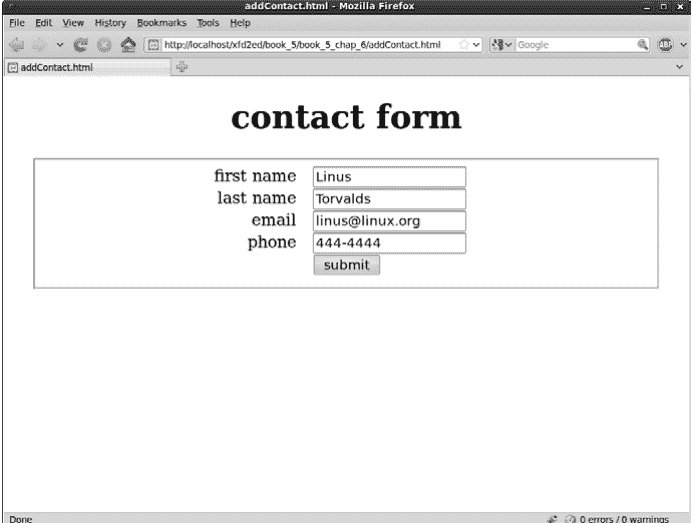 addContact.html - Mozilla Firefox
File Edit View History Bookmarks Tools Help
http://localhost/xfd2ed/book_5/book_5_chap_6/addContact.html Google ABP
addContact.html
contact form
first name Linus
last name Torvalds
email linus@linux.org
phone 444-4444
submit
Done 0 errors / 0 warnings